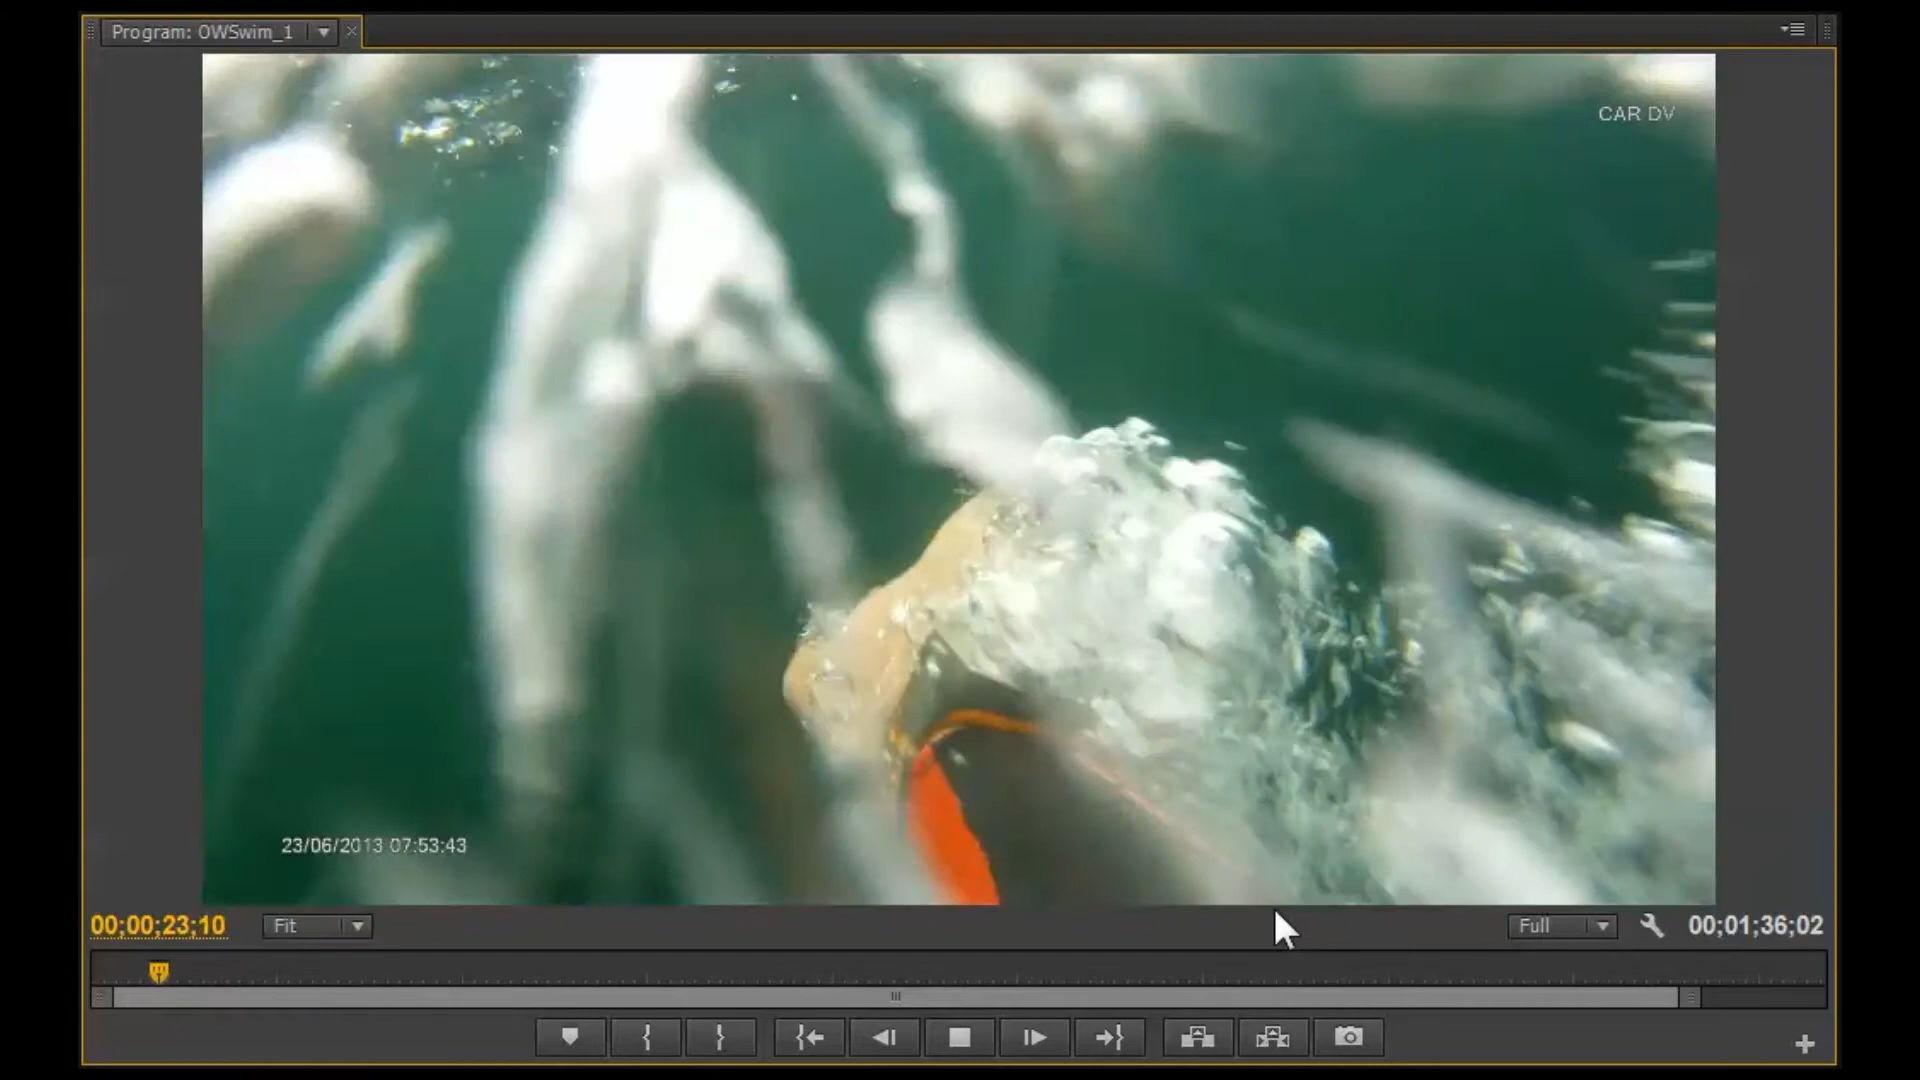 Program: OWSwim_1
CAR DV
23/06/2013 07:53:43
00;00;23;10
Fit
Full
00;01;36;02